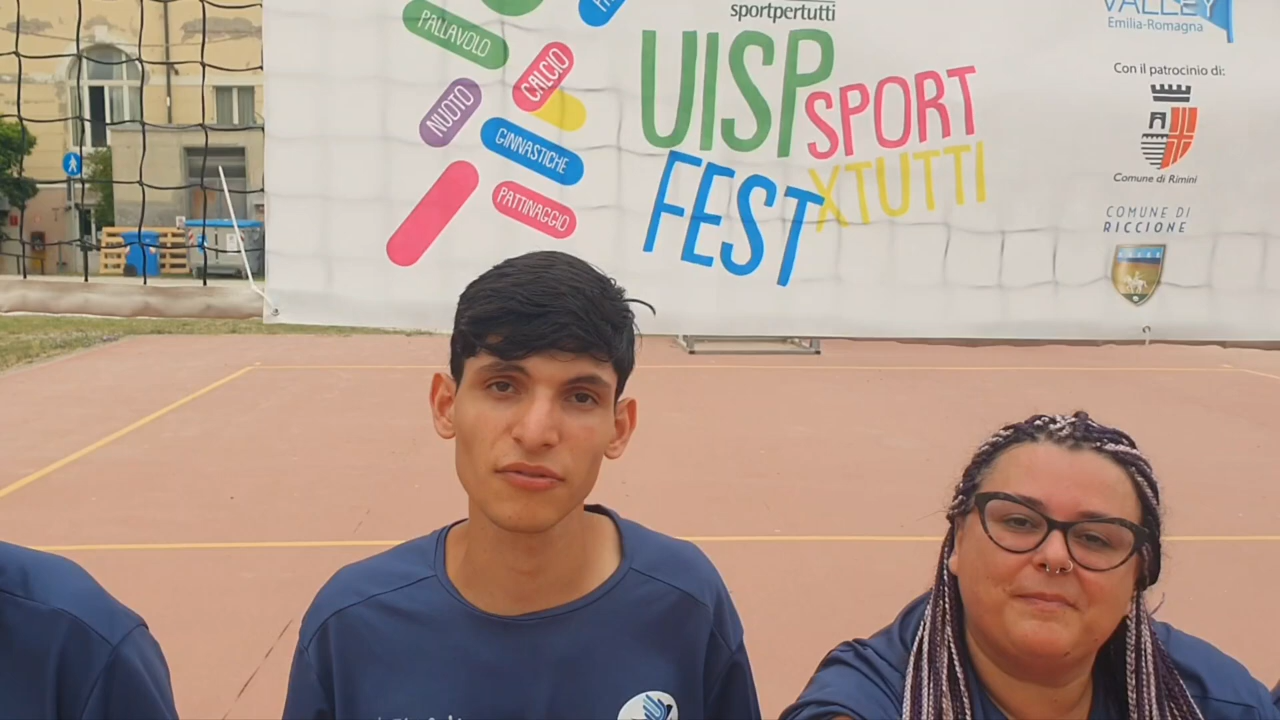 PALLAVOLO
CALCIO
NUOTO
GINNASTICHE
PATTINAGGIO
sportpertutti
UISP SPORT
FEST XTUTTI
VALLEY
Emilia-Romagna
Con il patrocinio di:
Comune di Rimini
COMUNE DI
RICCIONE